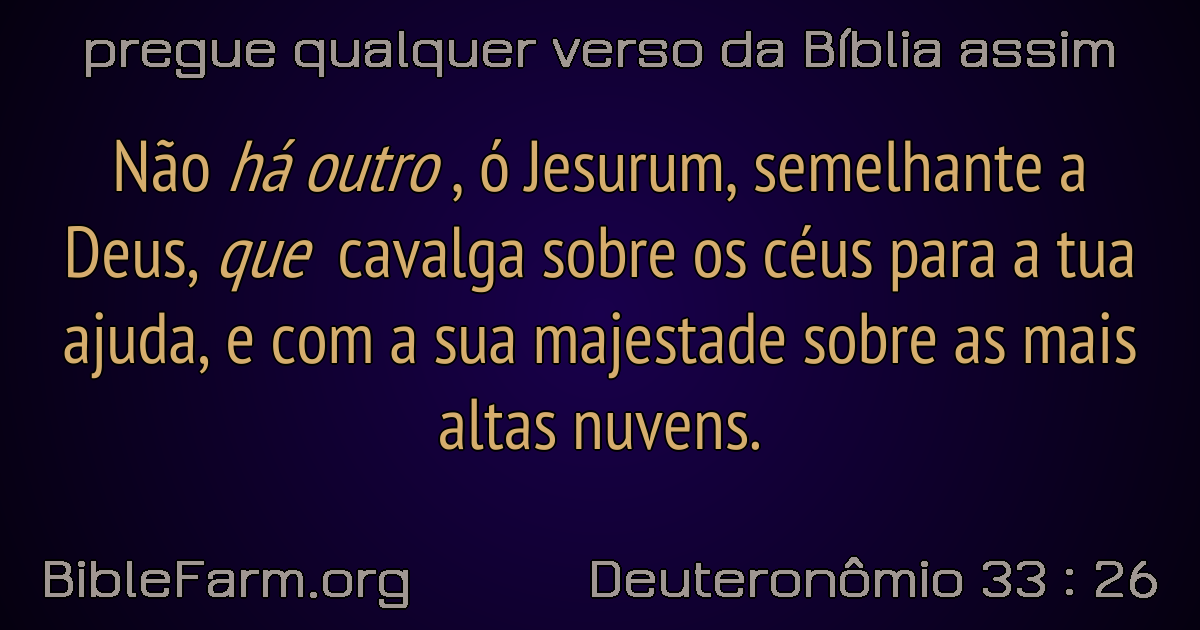 pregue qualquer verso da Bíblia assim
Não há outro , ó Jesurum, semelhante a
Deus, que cavalga sobre os céus para a tua
ajuda, e com a sua majestade sobre as mais
altas nuvens.
BibleFarm.org
Deuteronômio 33 : 26